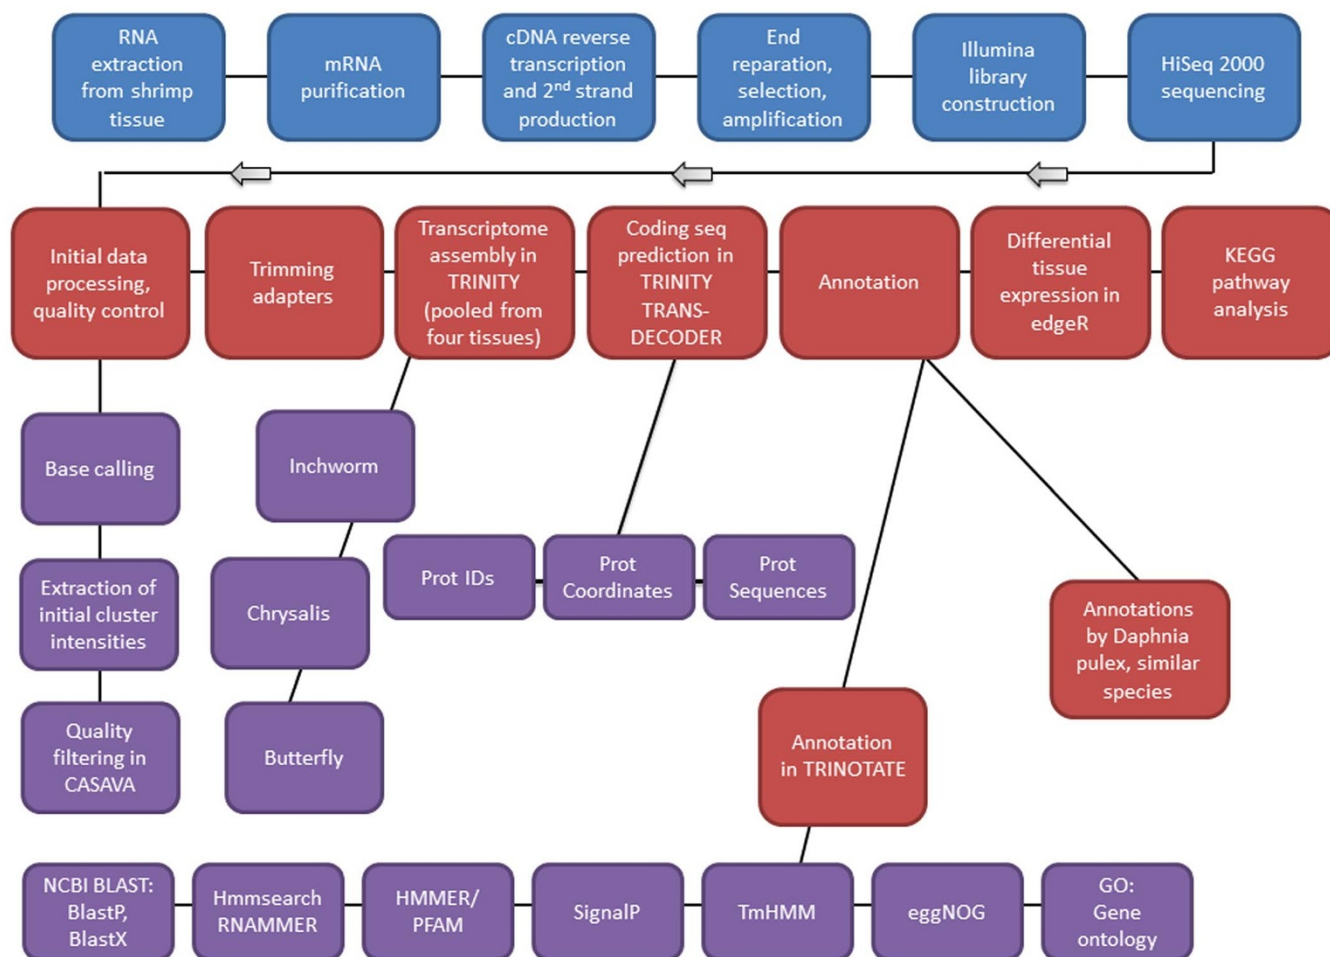 RNA
extraction
from shrimp
tissue
mRNA
purification
cDNA reverse
transcription
and 2nd strand
production
End
reparation,
selection,
amplification
Illumina
library
construction
HiSeq 2000
sequencing
Initial data
processing,
quality control
Trimming
adapters
Transcriptome
assembly in
TRINITY
(pooled from
four tissues)
Coding seq
prediction in
TRINITY
TRANS-
DECODER
Annotation
Differential
tissue
expression in
edgeR
KEGG
pathway
analysis
Base calling
Inchworm
Extraction of
initial cluster
intensities
Chrysalis
Prot IDs
Prot
Coordinates
Prot
Sequences
Annotations
by Daphnia
pulex, similar
species
Quality
filtering in
CASAVA
Butterfly
Annotation
in TRINOTATE
NCBI BLAST:
BlastP,
BlastX
Hmmsearch
RNAMMER
HMMER/
PFAM
SignalP
TmHMM
eggNOG
GO:
Gene
ontology